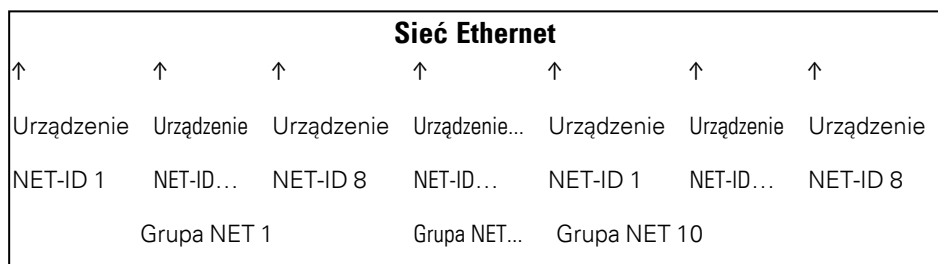 Sieć Ethernet
↑ ↑ ↑ ↑ ↑ ↑ ↑
Urządzenie Urządzenie Urządzenie Urządzenie... Urządzenie Urządzenie Urządzenie
NET-ID 1 NET-ID... NET-ID 8 NET-ID... NET-ID 1 NET-ID... NET-ID 8
Grupa NET 1 Grupa NET... Grupa NET 10